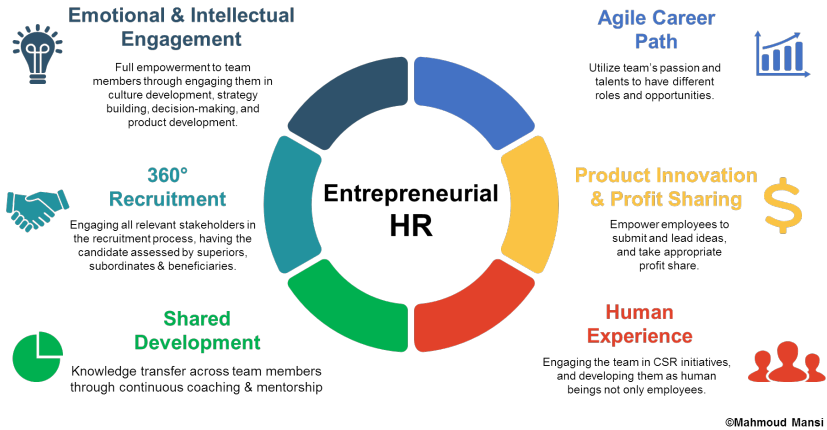 Emotional & Intellectual
Engagement
Full empowerment to team
members through engaging them in
culture development, strategy
building, decision-making, and
product development.
360°
Recruitment
Engaging all relevant stakeholders in
the recruitment process, having the
candidate assessed by superiors,
subordinates & beneficiaries.
Shared
Development
Knowledge transfer across team members
through continuous coaching & mentorship
Entrepreneurial
HR
Agile Career
Path
Utilize team's passion and
talents to have different
roles and opportunities.
Product Innovation
& Profit Sharing
Empower employees to
submit and lead ideas,
and take appropriate
profit share.
Human
Experience
Engaging the team in CSR initiatives,
and developing them as human
beings not only employees.
©Mahmoud Mansi